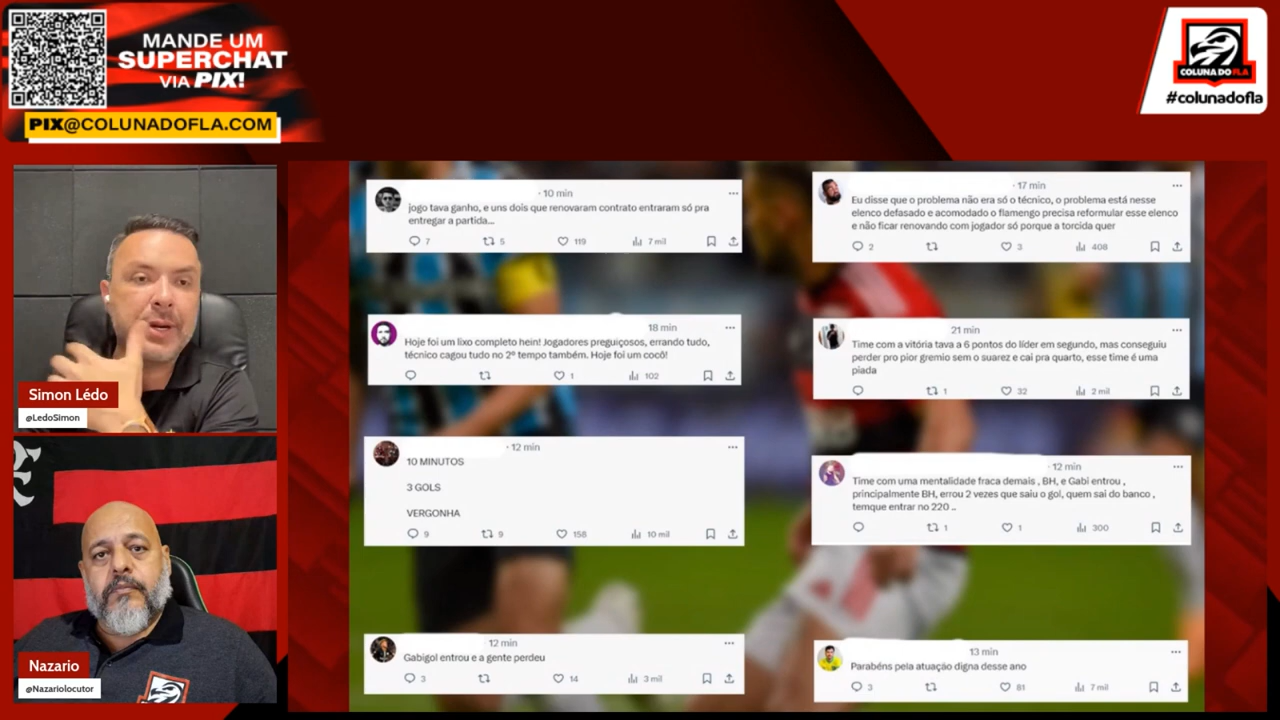 MANDE UM
SUPERCHAT
VIA PIX!
PIX@COLUNADOFLA.COM
COLUNA DO FLA
#colunadofla
Simon Lédo
@LedoSimon
Nazario
@Nazariolocutor
· 10 min
jogo tava ganho, e uns dois que renovaram contrato entraram só pra
entregar a partida...
7 5 119 7 mil
18 min
Hoje foi um lixo completo hein! Jogadores preguiçosos, errando tudo,
técnico cagou tudo no 2º tempo também. Hoje foi um cocô!
1 102
· 12 min
10 MINUTOS
3 GOLS
VERGONHA
9 9 158 10 mil
12 min
Gabigol entrou e a gente perdeu
3 14 3 mil
· 17 min
Eu disse que o problema não era só o técnico, o problema está nesse
elenco defasado e acomodado o flamengo precisa reformular esse elenco
e não ficar renovando com jogador só porque a torcida quer
2 3 408
21 min
Time com a vitória tava a 6 pontos do líder em segundo, mas conseguiu
perder pro pior gremio sem o suarez e cai pra quarto, esse time é uma
piada
1 32 2 mil
· 12 min
Time com uma mentalidade fraca demais , BH, e Gabi entrou ,
principalmente BH, errou 2 vezes que saiu o gol, quem sai do banco ,
temque entrar no 220 ..
1 1 300
13 min
Parabéns pela atuação digna desse ano
3 81 7 mil